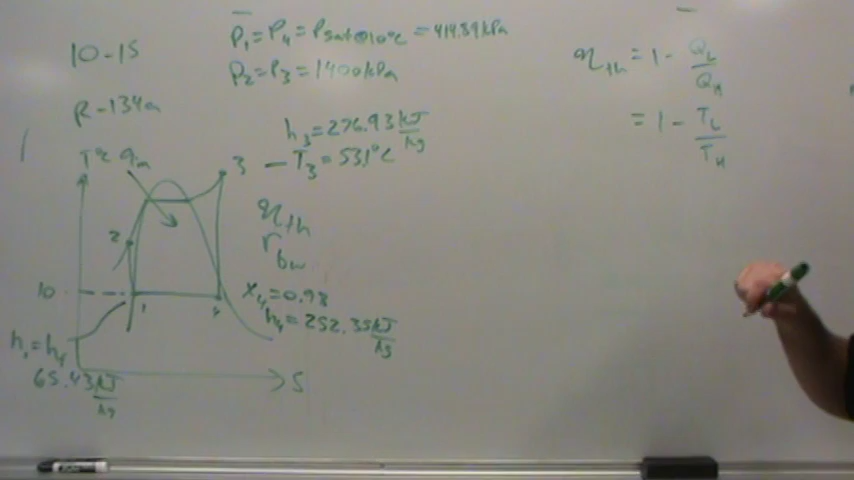 10-15
P₁ = P₄ = Psat@10°C = 414.89 kPa
P₂ = P₃ = 1400 kPa
R-134a
h₃ = 276.93 kJ/kg
T₃ = 53.1°C
T°C qin
3
ηth
rbw
2
10
1
4
x₄ = 0.98
h₄ = 252.35 kJ/kg
h₁ = hf
65.43 kJ/kg
S
ηth = 1 - QL/QH
= 1 - TL/TH